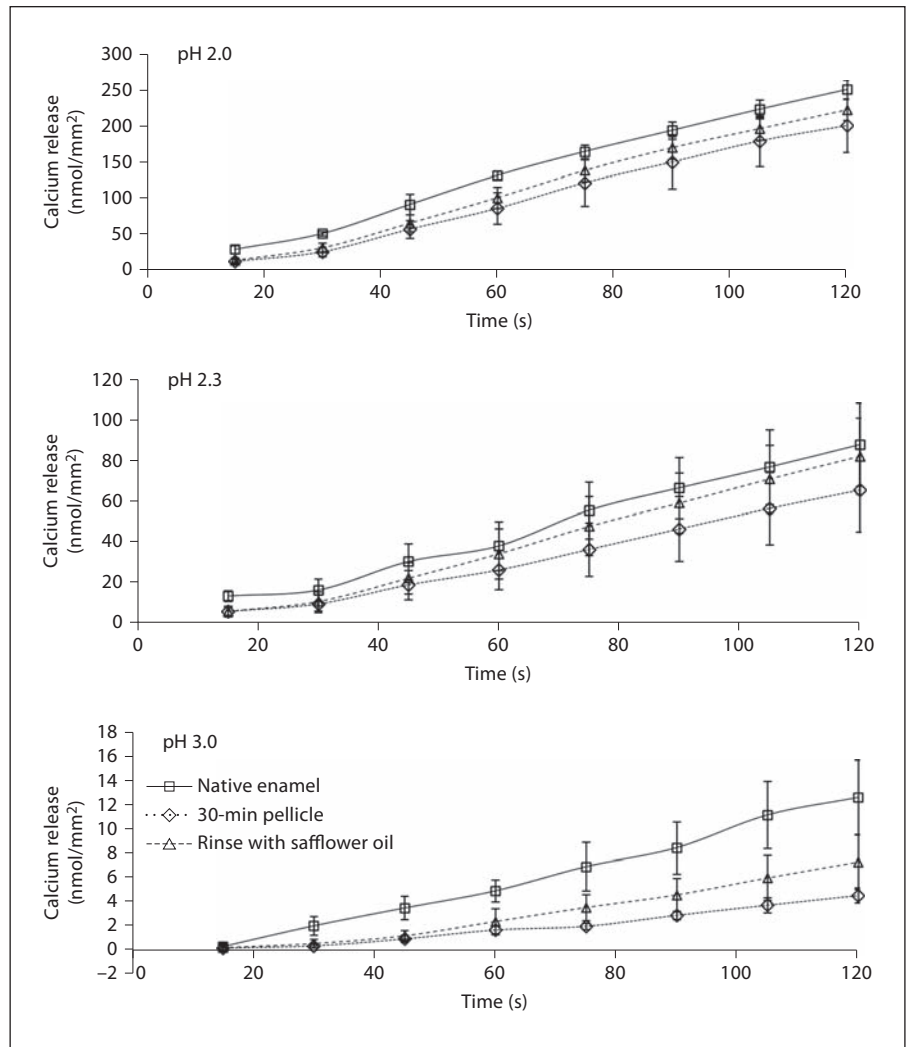 pH 2.0
Calcium release
(nmol/mm²)
300
250
200
150
100
50
0
0 20 40 60 80 100 120
Time (s)
pH 2.3
Calcium release
(nmol/mm²)
120
100
80
60
40
20
0
0 20 40 60 80 100 120
Time (s)
pH 3.0
Native enamel
30-min pellicle
Rinse with safflower oil
Calcium release
(nmol/mm²)
18
16
14
12
10
8
6
4
2
0
–2
0 20 40 60 80 100 120
Time (s)